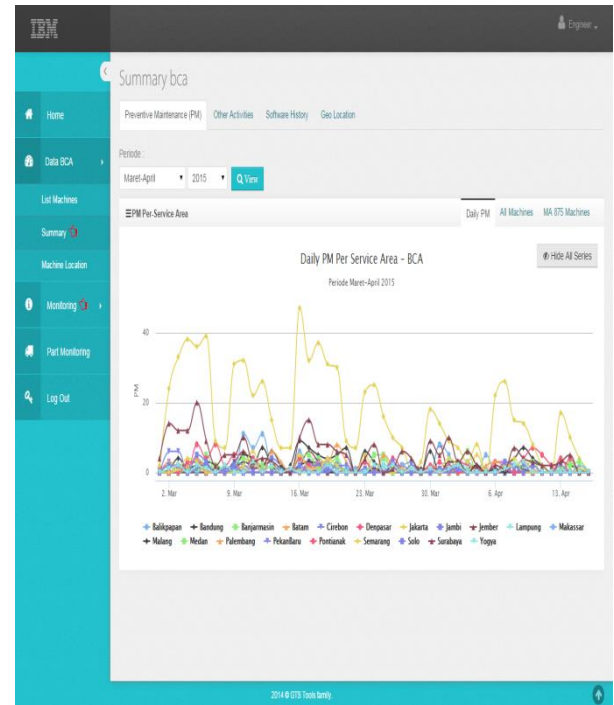 IBM
Engineer
Summary bca
Preventive Maintenance (PM) Other Activities Software History Geo Location
Home
Data BCA
List Machines
Summary
Machine Location
Monitoring
Part Monitoring
Log Out
Periode :
Maret-April 2015 View
PM Per-Service Area Daily PM All Machines MA 875 Machines
Daily PM Per Service Area - BCA
Hide All Series
Periode Maret-April 2015
40
PM
20
0
2. Mar 9. Mar 16. Mar 23. Mar 30. Mar 6. Apr 13. Apr
Balikpapan Bandung Banjarmasin Batam Cirebon Denpasar Jakarta Jambi Jember Lampung Makassar
Malang Medan Palembang PekanBaru Pontianak Semarang Solo Surabaya Yogya
2014 © GTS Tools family.